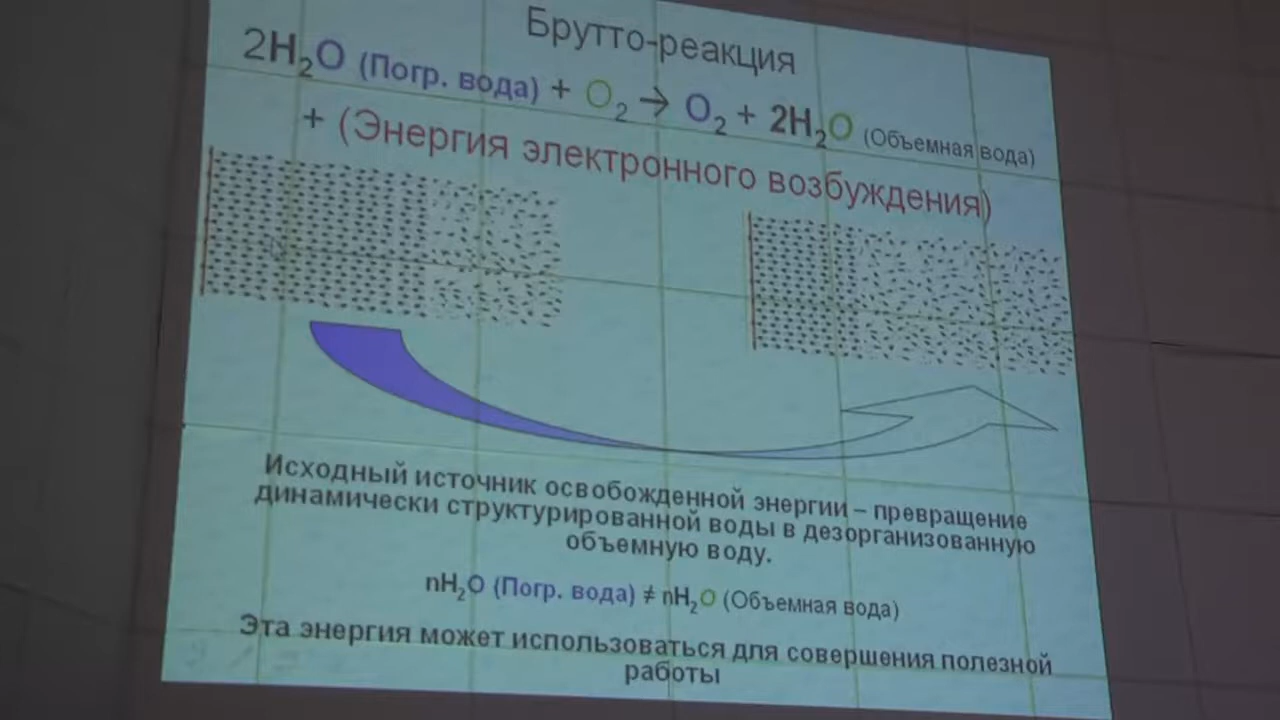 Брутто-реакция
2H₂O (Погр. вода) + O₂ → O₂ + 2H₂O (Объемная вода)
+ (Энергия электронного возбуждения)
Исходный источник освобожденной энергии – превращение
динамически структурированной воды в дезорганизованную
объемную воду.
nH₂O (Погр. вода) ≠ nH₂O (Объемная вода)
Эта энергия может использоваться для совершения полезной
работы